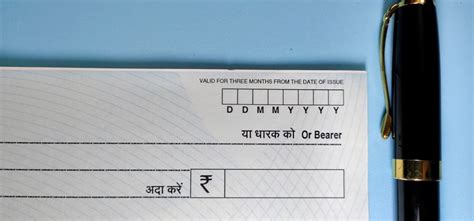 VALID FOR THREE MONTHS FROM THE DATE OF ISSUE
D D M M Y Y Y Y
या धारक को Or Bearer
अदा करें ₹